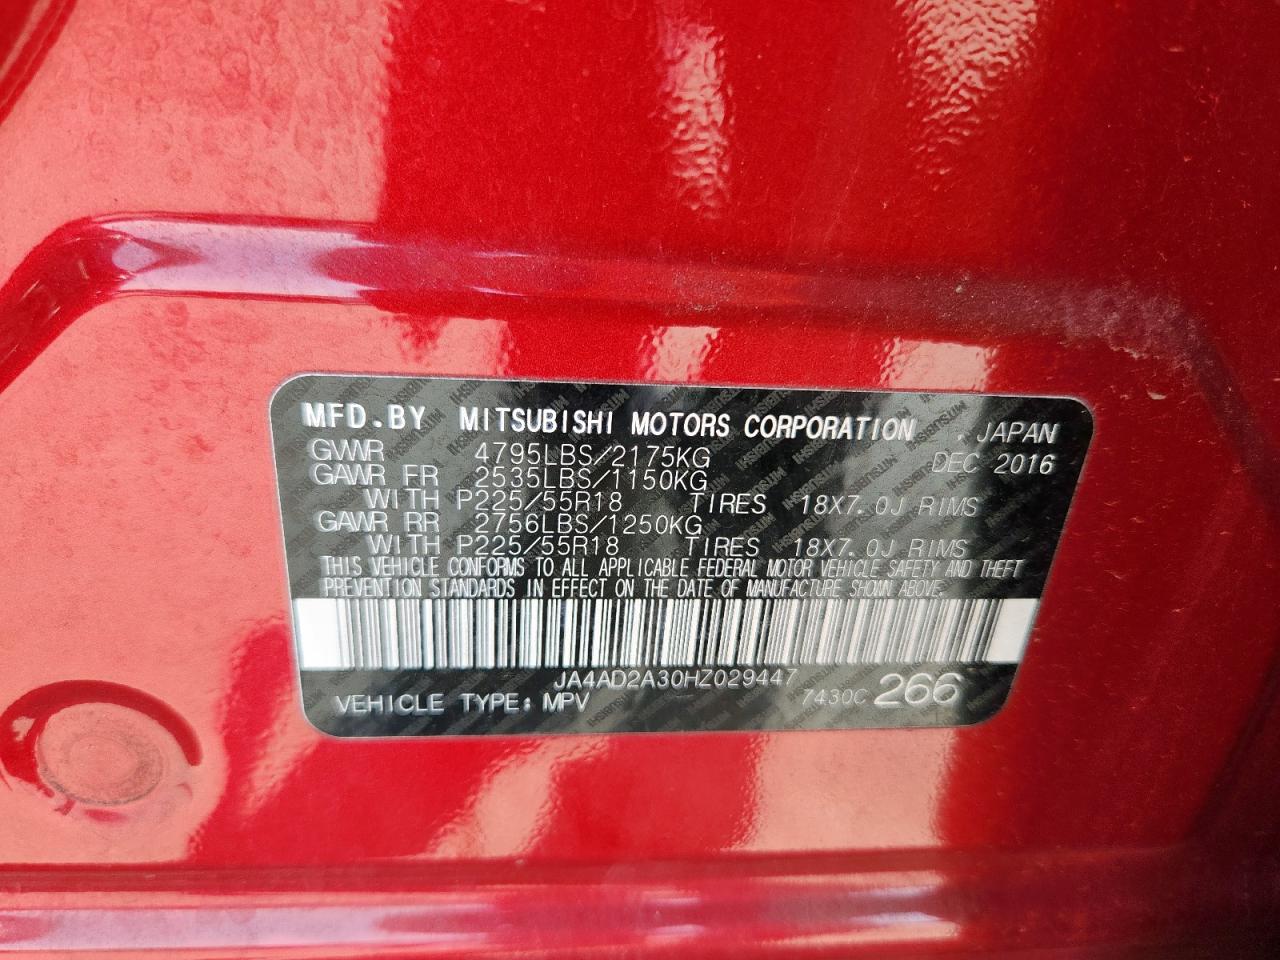 MFD.BY MITSUBISHI MOTORS CORPORATION , JAPAN
GVWR 4795LBS/2175KG DEC 2016
GAWR FR 2535LBS/1150KG
WITH P225/55R18 TIRES 18X7.0J RIMS
GAWR RR 2756LBS/1250KG
WITH P225/55R18 TIRES 18X7.0J RIMS
THIS VEHICLE CONFORMS TO ALL APPLICABLE FEDERAL MOTOR VEHICLE SAFETY AND THEFT
PREVENTION STANDARDS IN EFFECT ON THE DATE OF MANUFACTURE SHOWN ABOVE.
JA4AD2A30HZ029447
VEHICLE TYPE: MPV 7430C 266